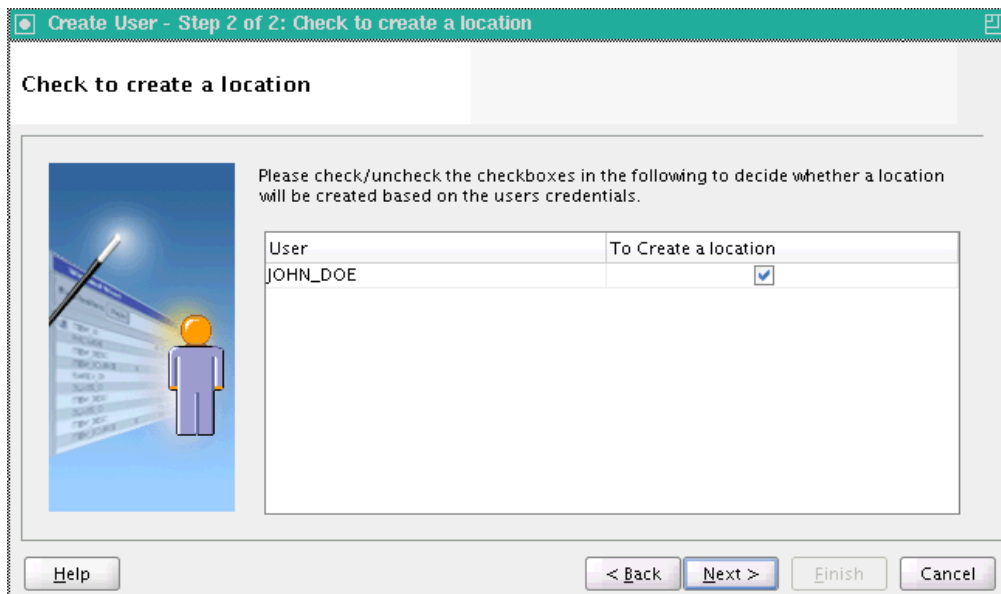 Create User - Step 2 of 2: Check to create a location
Check to create a location
Please check/uncheck the checkboxes in the following to decide whether a location
will be created based on the users credentials.
User To Create a location
JOHN_DOE
Help < Back Next > Finish Cancel